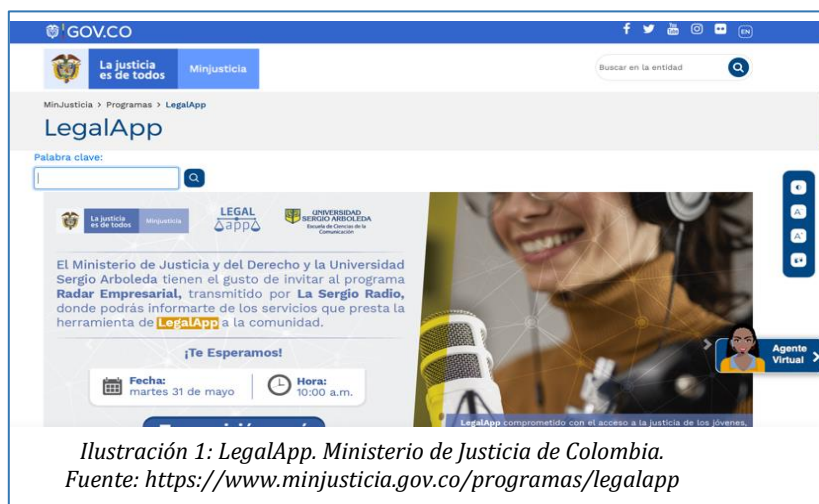 GOV.CO
EN
La justicia
es de todos
Minjusticia
Buscar en la entidad
MinJusticia > Programas > LegalApp
LegalApp
Palabra clave:
La justicia
es de todos
Minjusticia
LEGAL
app
UNIVERSIDAD
SERGIO ARBOLEDA
Escuela de Ciencias de la
Comunicación
El Ministerio de Justicia y del Derecho y la Universidad
Sergio Arboleda tienen el gusto de invitar al programa
Radar Empresarial, transmitido por La Sergio Radio,
donde podrás informarte de los servicios que presta la
herramienta de LegalApp a la comunidad.
¡Te Esperamos!
Fecha:
martes 31 de mayo
Hora:
10:00 a.m.
Agente
Virtual
LegalApp comprometido con el acceso a la justicia de los jóvenes,
Ilustración 1: LegalApp. Ministerio de Justicia de Colombia.
Fuente: https://www.minjusticia.gov.co/programas/legalapp